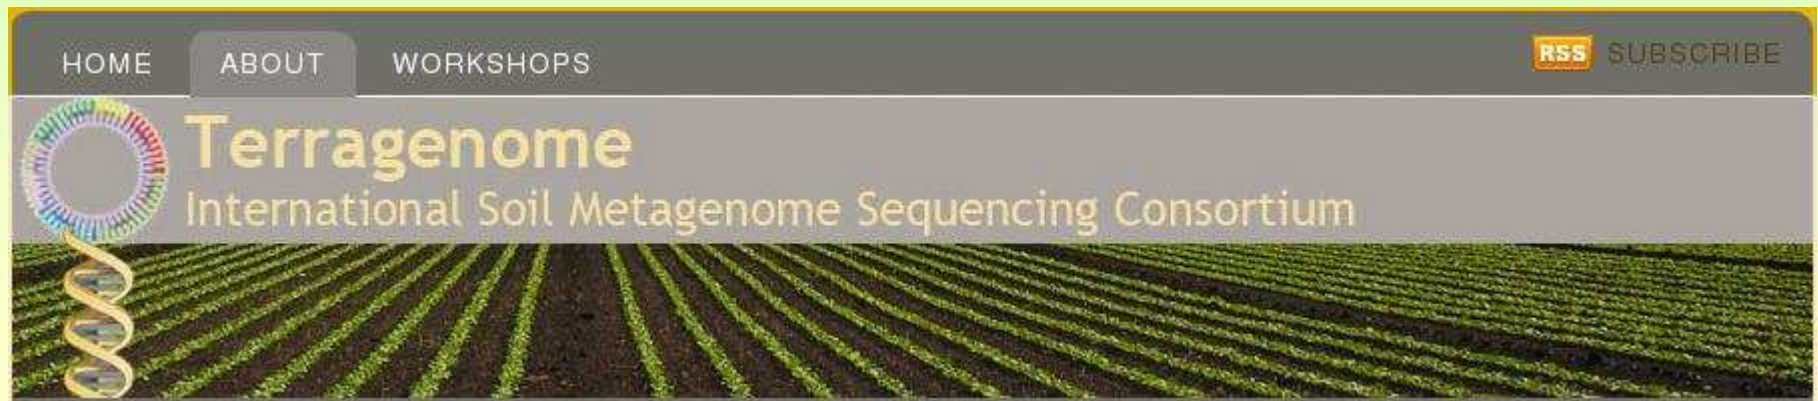 HOME ABOUT WORKSHOPS RSS SUBSCRIBE
Terragenome
International Soil Metagenome Sequencing Consortium